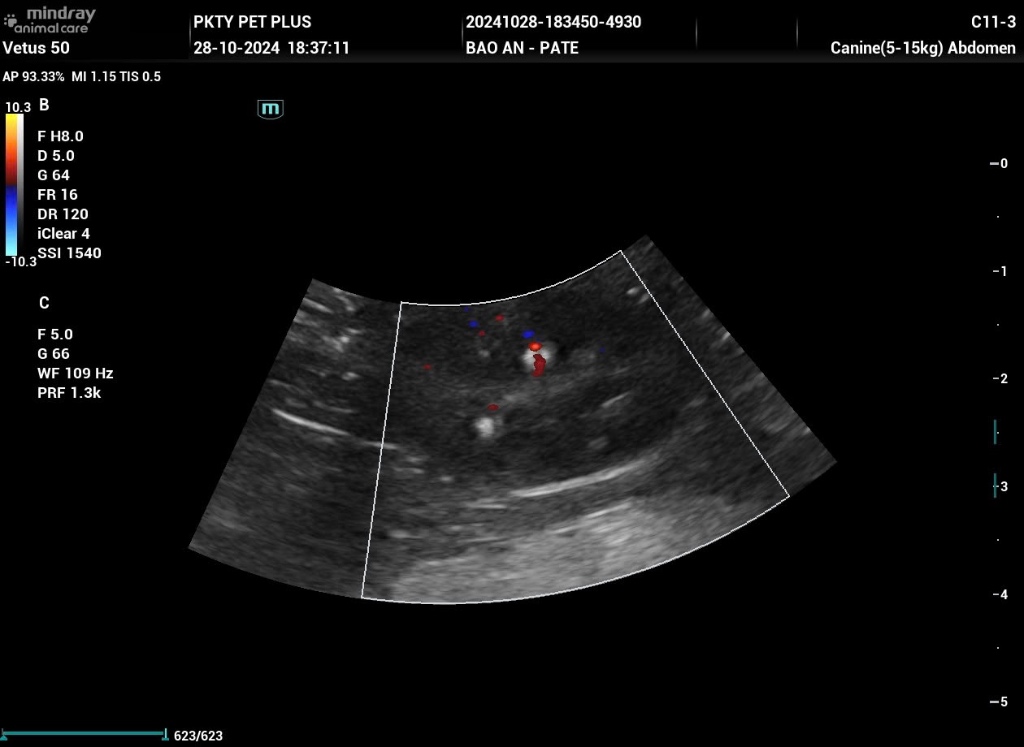 mindray
animalcare
Vetus 50
PKTY PET PLUS
28-10-2024 18:37:11
20241028-183450-4930
BAO AN - PATE
C11-3
Canine(5-15kg) Abdomen
AP 93.33% MI 1.15 TIS 0.5
10.3
-10.3
B
F H8.0
D 5.0
G 64
FR 16
DR 120
iClear 4
SSI 1540
C
F 5.0
G 66
WF 109 Hz
PRF 1.3k
m
0
1
2
3
4
5
623/623